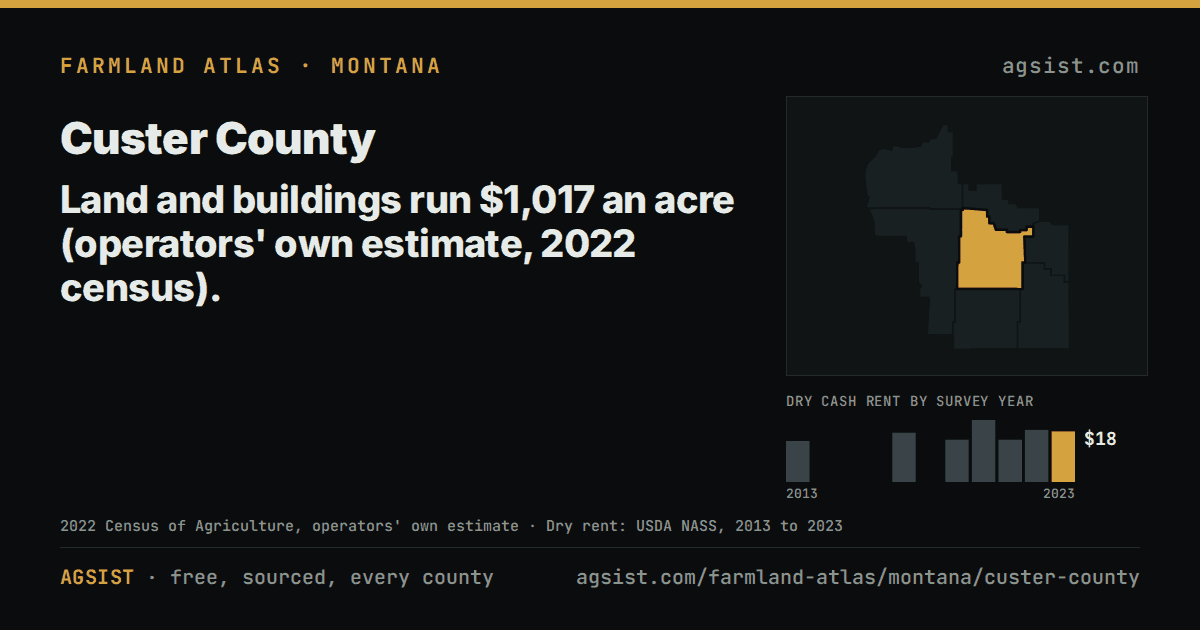 FARMLAND ATLAS · MONTANA
agsist.com
Custer County
Land and buildings run $1,017 an acre
(operators' own estimate, 2022
census).
DRY CASH RENT BY SURVEY YEAR
$18
2013
2023
2022 Census of Agriculture, operators' own estimate · Dry rent: USDA NASS, 2013 to 2023
AGSIST · free, sourced, every county
agsist.com/farmland-atlas/montana/custer-county